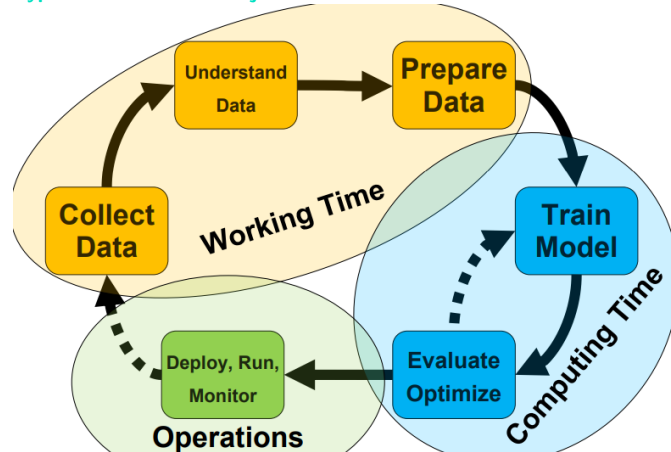 Understand
Data
Prepare
Data
Collect
Data
Working Time
Train
Model
Computing Time
Evaluate
Optimize
Deploy, Run,
Monitor
Operations